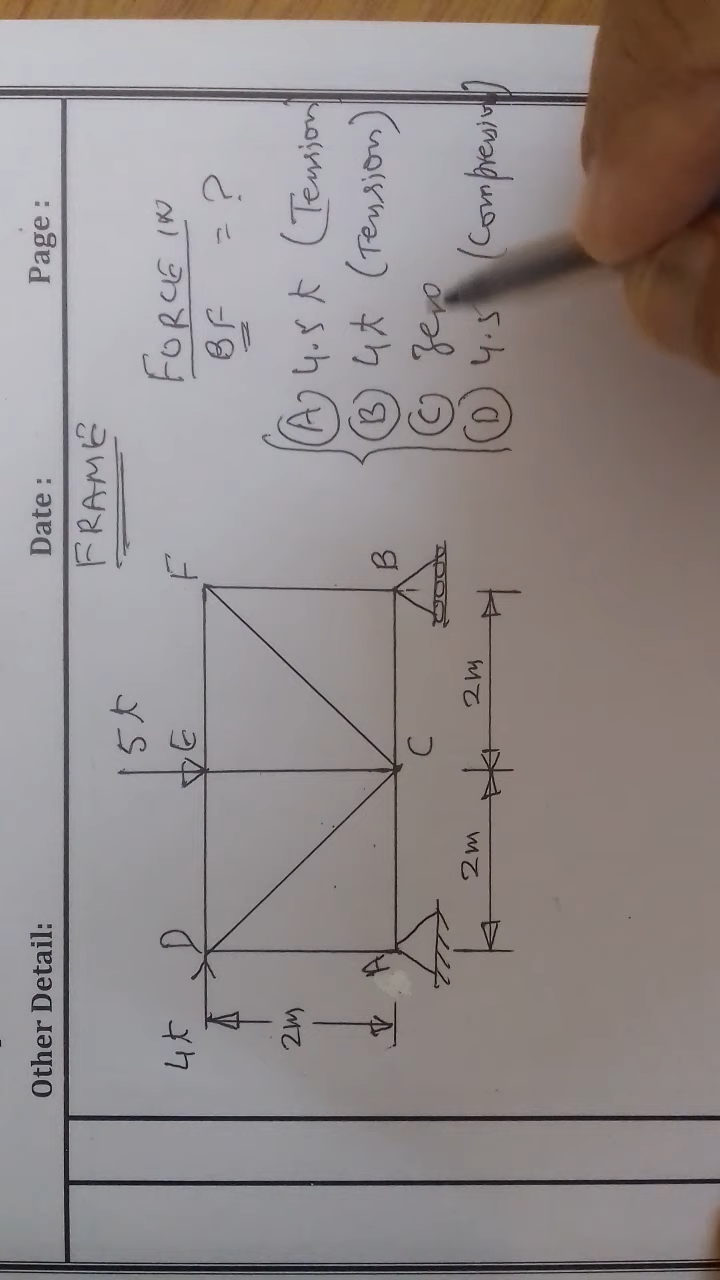 Other Detail:
Date :
Page :
FRAME
FORCE IN
BF = ?
(A) 4.5 t (Tension)
(B) 4t (Tension)
(C) zero
(D) 4.5 (Compressive)
4t
5t
D
E
F
A
C
B
2m
2m
2m